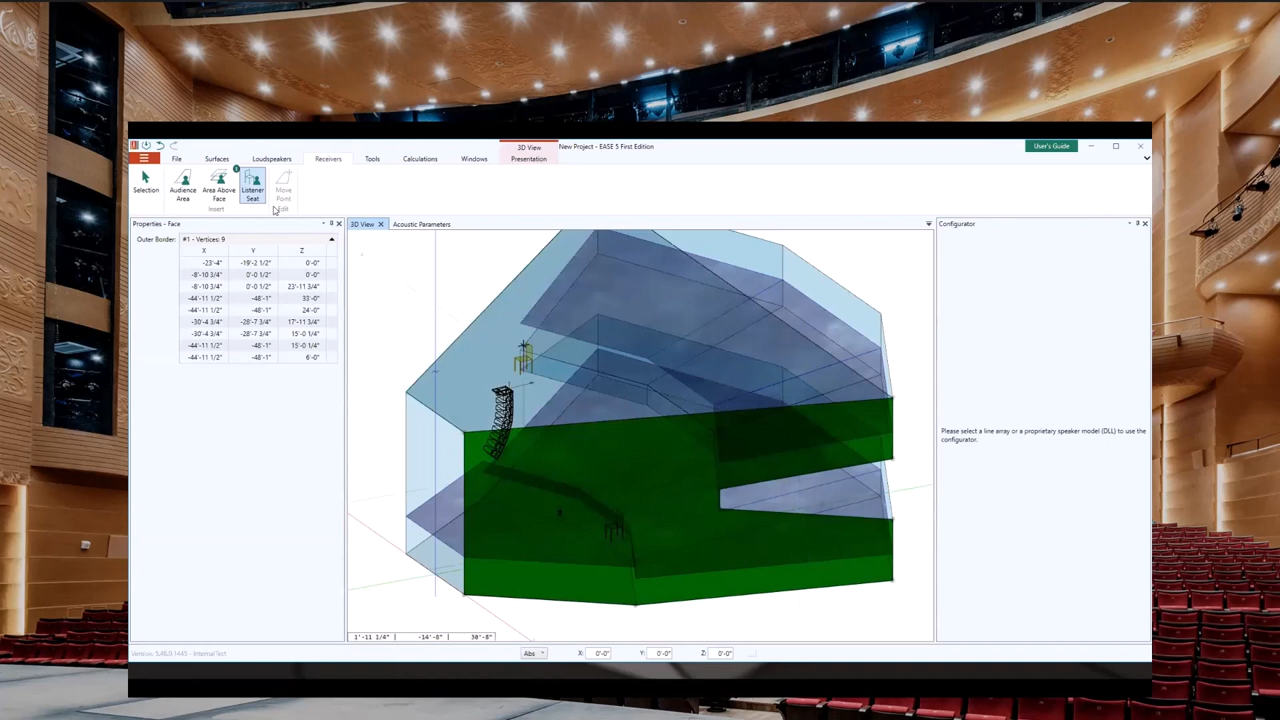 3D View
New Project - EASE 5 First Edition
User's Guide
File
Surfaces
Loudspeakers
Receivers
Tools
Calculations
Windows
Presentation
Selection
Audience Area
Area Above Face
Listener Seat
Move Point
Insert
Edit
Properties - Face
3D View
Acoustic Parameters
Configurator
Outer Border:
#1 - Vertices: 9
X Y Z
-23'-4" -19'-2 1/2" 0'-0"
-8'-10 3/4" 0'-0 1/2" 0'-0"
-8'-10 3/4" 0'-0 1/2" 23'-11 3/4"
-44'-11 1/2" -48'-1" 33'-0"
-44'-11 1/2" -48'-1" 24'-0"
-30'-4 3/4" -28'-7 3/4" 17'-11 3/4"
-30'-4 3/4" -28'-7 3/4" 15'-0 1/4"
-44'-11 1/2" -48'-1" 15'-0 1/4"
-44'-11 1/2" -48'-1" 6'-0"
Please select a line array or a proprietary speaker model (DLL) to use the
configurator.
1'-11 1/4" | -14'-8" | 30'-8"
Version: 5.46.0.1445 - InternalTest
Abs
X: 0'-0"
Y: 0'-0"
Z: 0'-0"